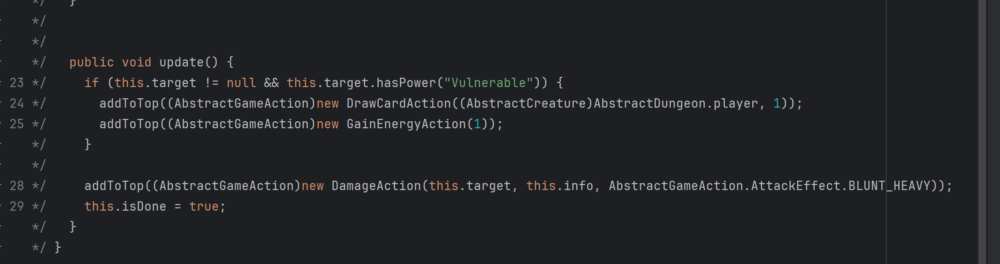 */   }
*/
*/
*/   public void update() {
23 */     if (this.target != null && this.target.hasPower("Vulnerable")) {
24 */       addToTop((AbstractGameAction)new DrawCardAction((AbstractCreature)AbstractDungeon.player, 1));
25 */       addToTop((AbstractGameAction)new GainEnergyAction(1));
*/     }
*/
28 */     addToTop((AbstractGameAction)new DamageAction(this.target, this.info, AbstractGameAction.AttackEffect.BLUNT_HEAVY));
29 */     this.isDone = true;
*/   }
*/ }